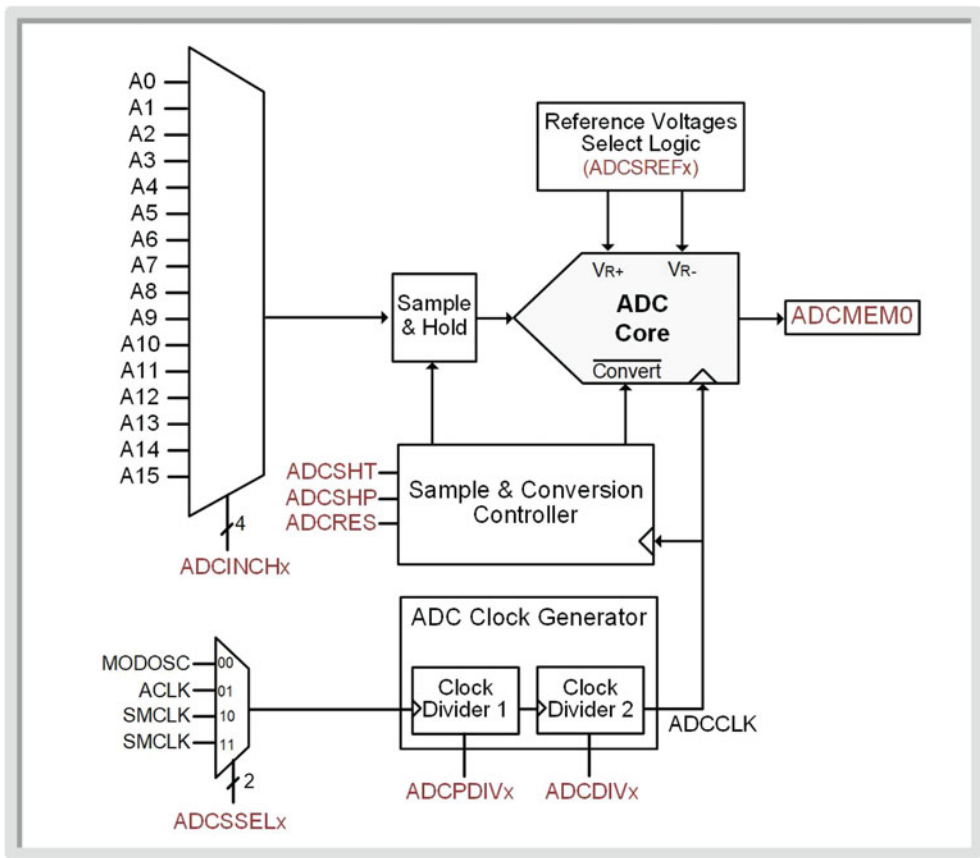 A0
A1
A2
A3
A4
A5
A6
A7
A8
A9
A10
A11
A12
A13
A14
A15
4
ADCINCHx
Reference Voltages
Select Logic
(ADCSREFx)
Sample
& Hold
VR+
VR-
ADC
Core
Convert
ADCMEM0
ADCSHT
ADCSHP
ADCRES
Sample & Conversion
Controller
MODOSC
00
ACLK
01
SMCLK
10
SMCLK
11
2
ADCSSELx
ADC Clock Generator
Clock
Divider 1
Clock
Divider 2
ADCCLK
ADCPDIVx
ADCDIVx